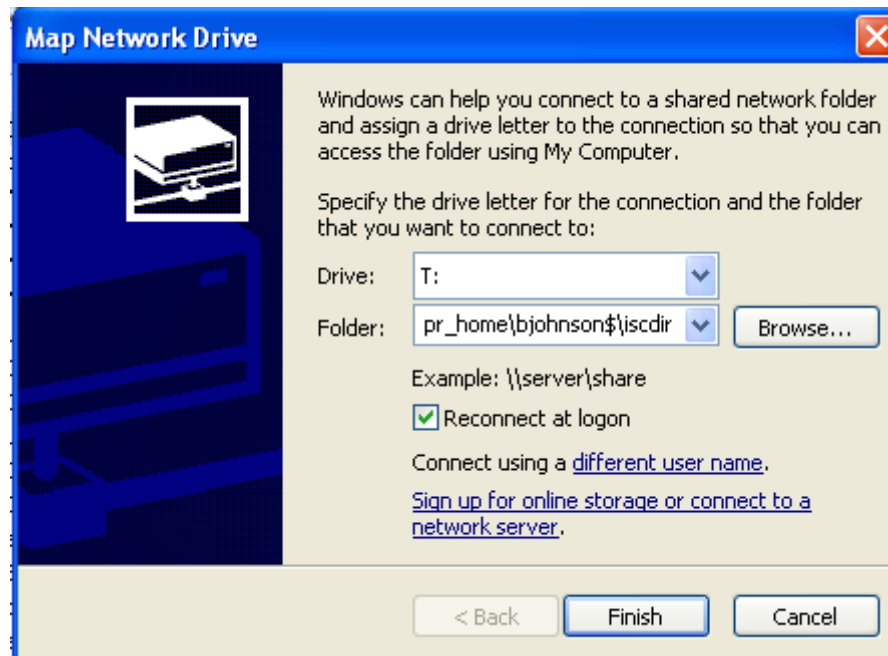 Map Network Drive
Windows can help you connect to a shared network folder
and assign a drive letter to the connection so that you can
access the folder using My Computer.
Specify the drive letter for the connection and the folder
that you want to connect to:
Drive: T:
Folder: pr_home\bjohnson$\iscdir Browse...
Example: \\server\share
Reconnect at logon
Connect using a different user name.
Sign up for online storage or connect to a
network server.
< Back Finish Cancel